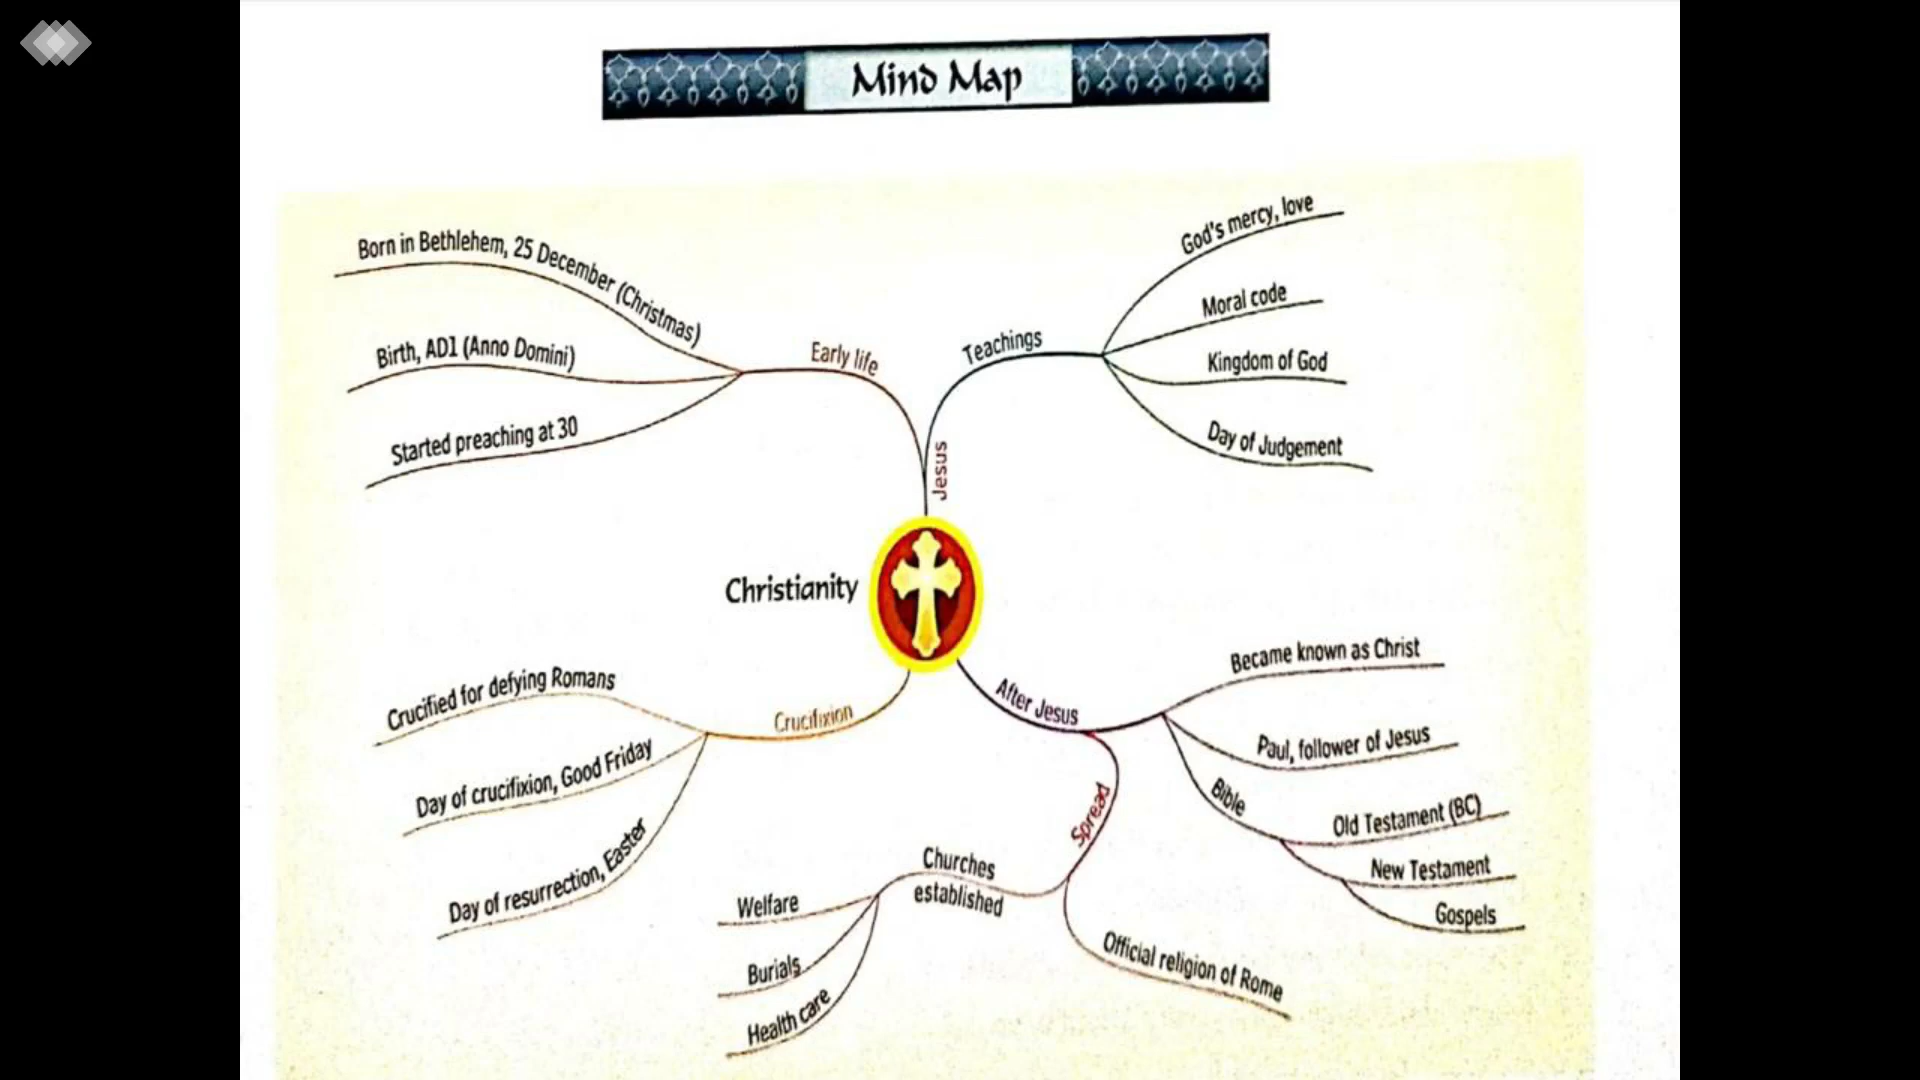 Mind Map
Born in Bethlehem, 25 December (Christmas)
Birth, AD1 (Anno Domini)
Started preaching at 30
Early life
Jesus
Teachings
God's mercy, love
Moral code
Kingdom of God
Day of Judgement
Christianity
Crucifixion
Crucified for defying Romans
Day of crucifixion, Good Friday
Day of resurrection, Easter
After Jesus
Became known as Christ
Paul, follower of Jesus
Bible
Old Testament (BC)
New Testament
Gospels
Spread
Churches
established
Welfare
Burials
Health care
Official religion of Rome